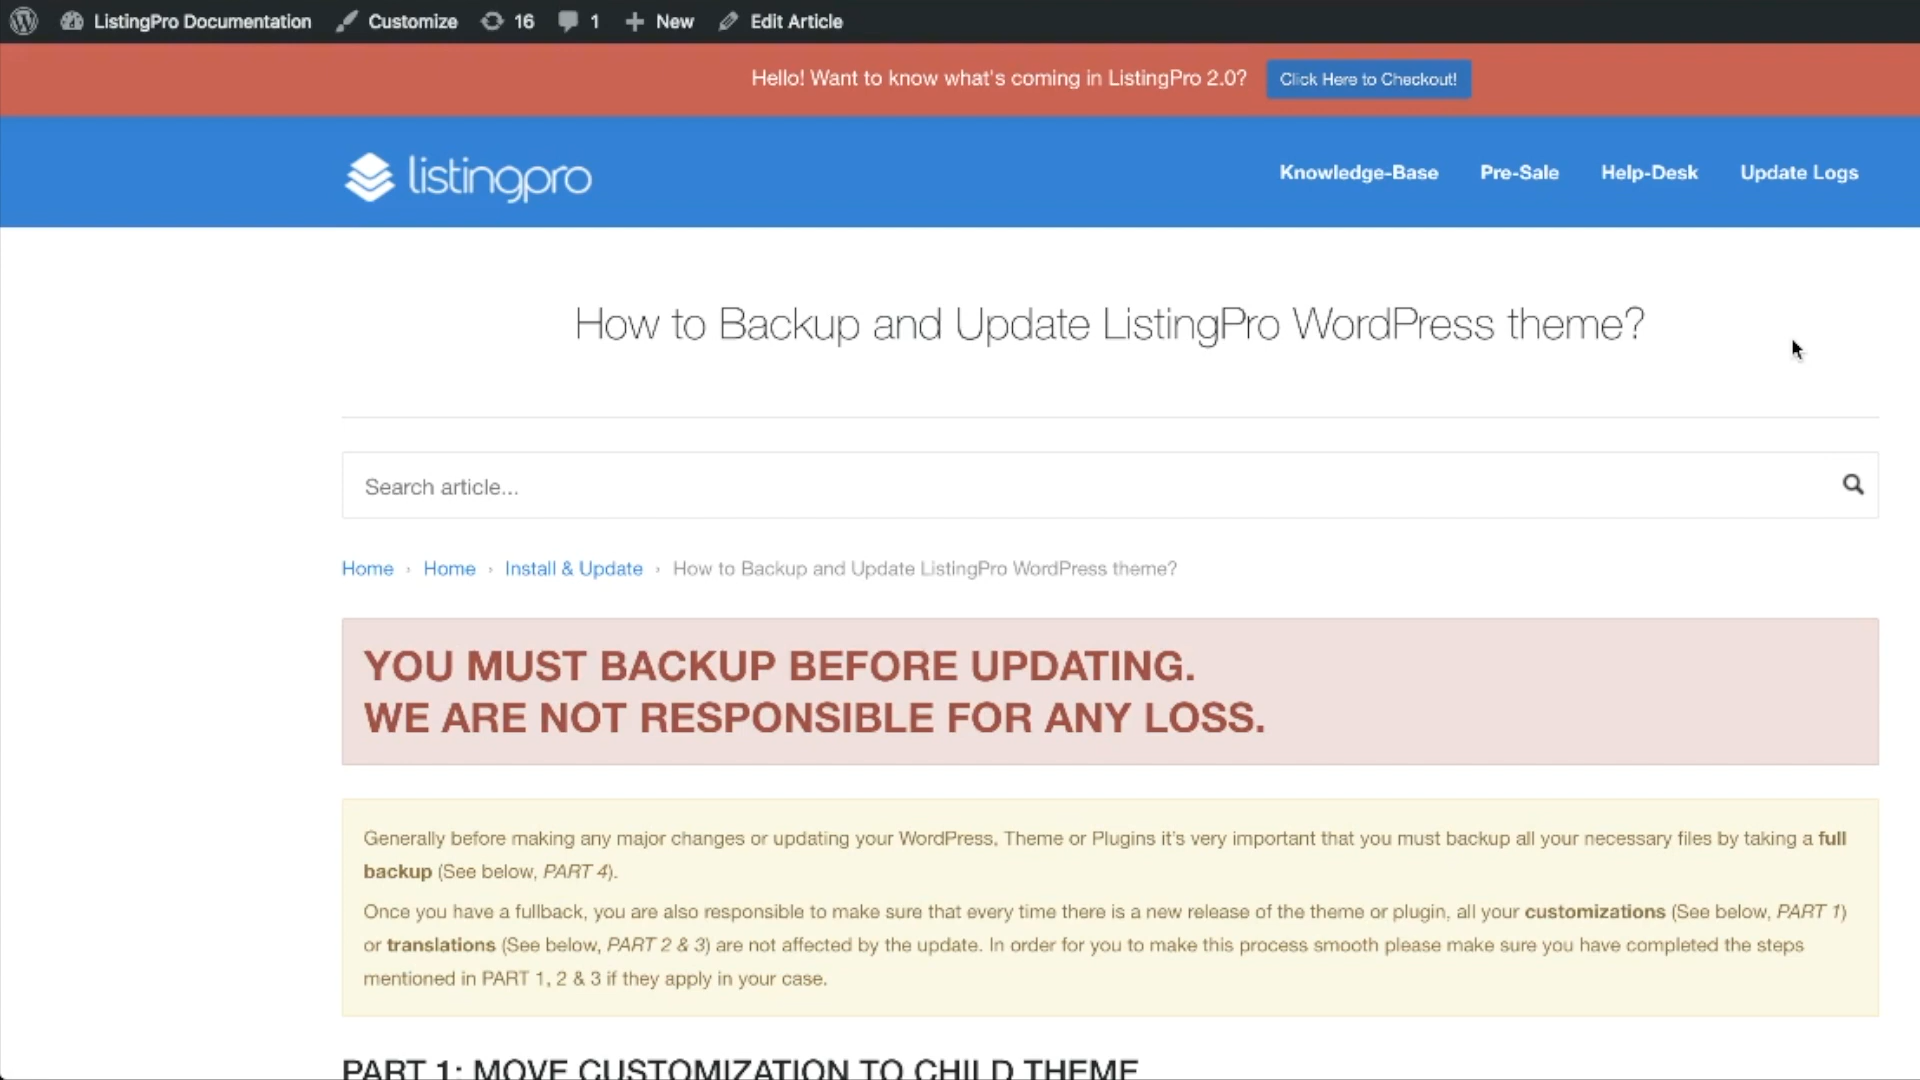 ListingPro Documentation Customize 16 1 New Edit Article
Hello! Want to know what's coming in ListingPro 2.0? Click Here to Checkout!
listingpro Knowledge-Base Pre-Sale Help-Desk Update Logs
How to Backup and Update ListingPro WordPress theme?
Search article...
Home › Home › Install & Update › How to Backup and Update ListingPro WordPress theme?
YOU MUST BACKUP BEFORE UPDATING.
WE ARE NOT RESPONSIBLE FOR ANY LOSS.
Generally before making any major changes or updating your WordPress, Theme or Plugins it's very important that you must backup all your necessary files by taking a full
backup (See below, PART 4).
Once you have a fullback, you are also responsible to make sure that every time there is a new release of the theme or plugin, all your customizations (See below, PART 1)
or translations (See below, PART 2 & 3) are not affected by the update. In order for you to make this process smooth please make sure you have completed the steps
mentioned in PART 1, 2 & 3 if they apply in your case.
PART 1: MOVE CUSTOMIZATION TO CHILD THEME